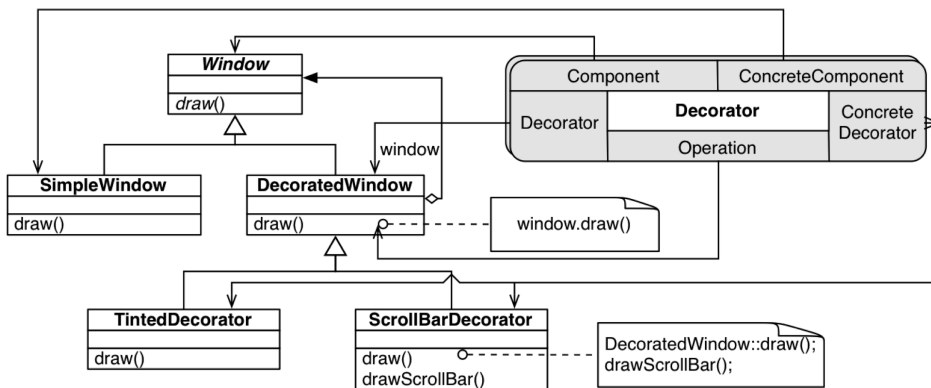 Window
draw()
Component
ConcreteComponent
Decorator
Decorator
Concrete
Decorator
Operation
window
SimpleWindow
draw()
DecoratedWindow
draw()
window.draw()
TintedDecorator
draw()
ScrollBarDecorator
draw()
drawScrollBar()
DecoratedWindow::draw();
drawScrollBar();